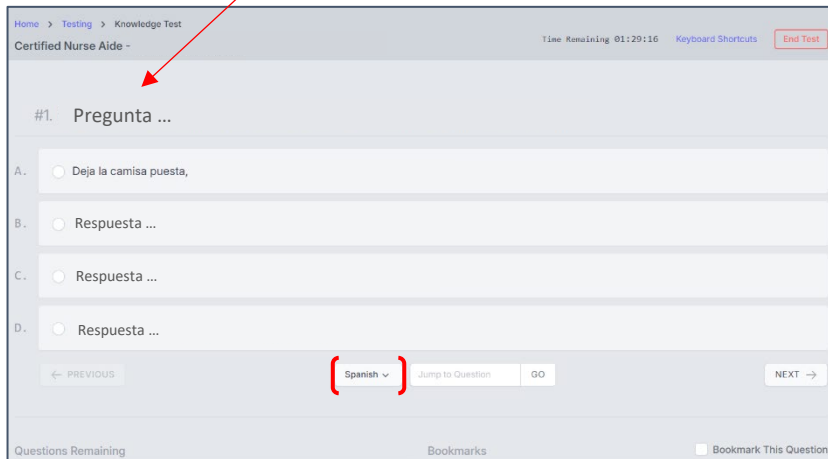 Home > Testing > Knowledge Test
Certified Nurse Aide -
Time Remaining 01:29:16 Keyboard Shortcuts End Test
#1. Pregunta ...
A. Deja la camisa puesta,
B. Respuesta ...
C. Respuesta ...
D. Respuesta ...
← PREVIOUS Spanish Jump to Question GO NEXT →
Questions Remaining Bookmarks Bookmark This Question